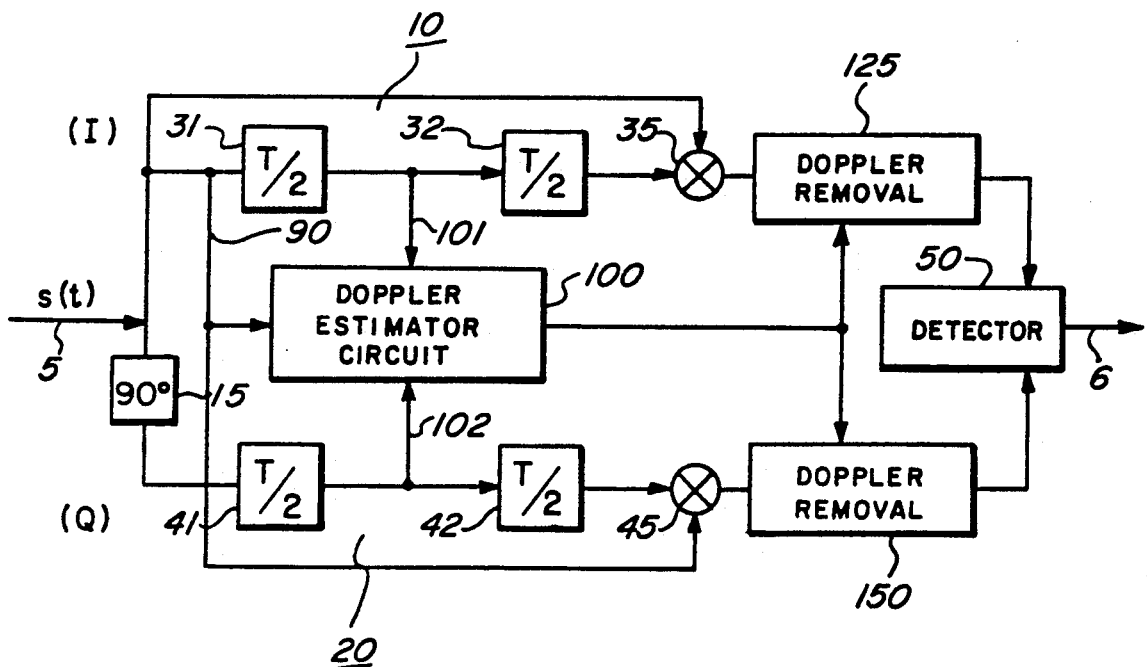 10
125
(I)
31
T/2
32
T/2
35
DOPPLER
REMOVAL
90
101
50
s(t)
5
DOPPLER
ESTIMATOR
CIRCUIT
100
DETECTOR
6
90°
15
102
(Q)
41
T/2
42
T/2
45
DOPPLER
REMOVAL
150
20